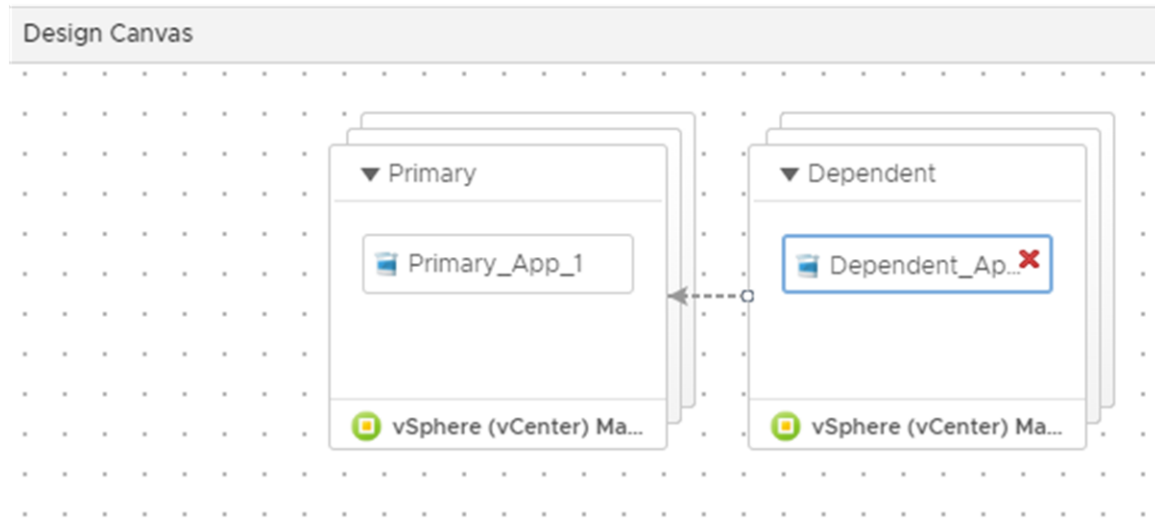 Design Canvas
Primary
Dependent
Primary_App_1
Dependent_Ap...
vSphere (vCenter) Ma...
vSphere (vCenter) Ma...